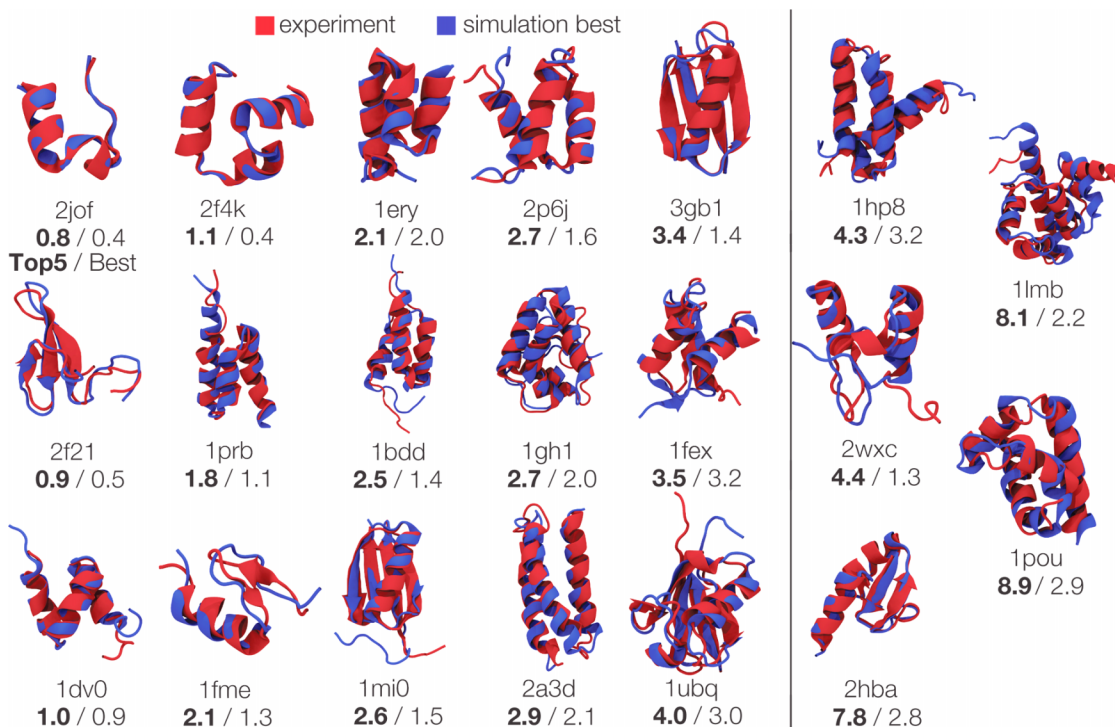 experiment simulation best
2jof 2f4k 1ery 2p6j 3gb1 1hp8
0.8 / 0.4 1.1 / 0.4 2.1 / 2.0 2.7 / 1.6 3.4 / 1.4 4.3 / 3.2
Top5 / Best
1lmb
8.1 / 2.2
2f21 1prb 1bdd 1gh1 1fex 2wxc
0.9 / 0.5 1.8 / 1.1 2.5 / 1.4 2.7 / 2.0 3.5 / 3.2 4.4 / 1.3
1pou
8.9 / 2.9
1dv0 1fme 1mi0 2a3d 1ubq 2hba
1.0 / 0.9 2.1 / 1.3 2.6 / 1.5 2.9 / 2.1 4.0 / 3.0 7.8 / 2.8